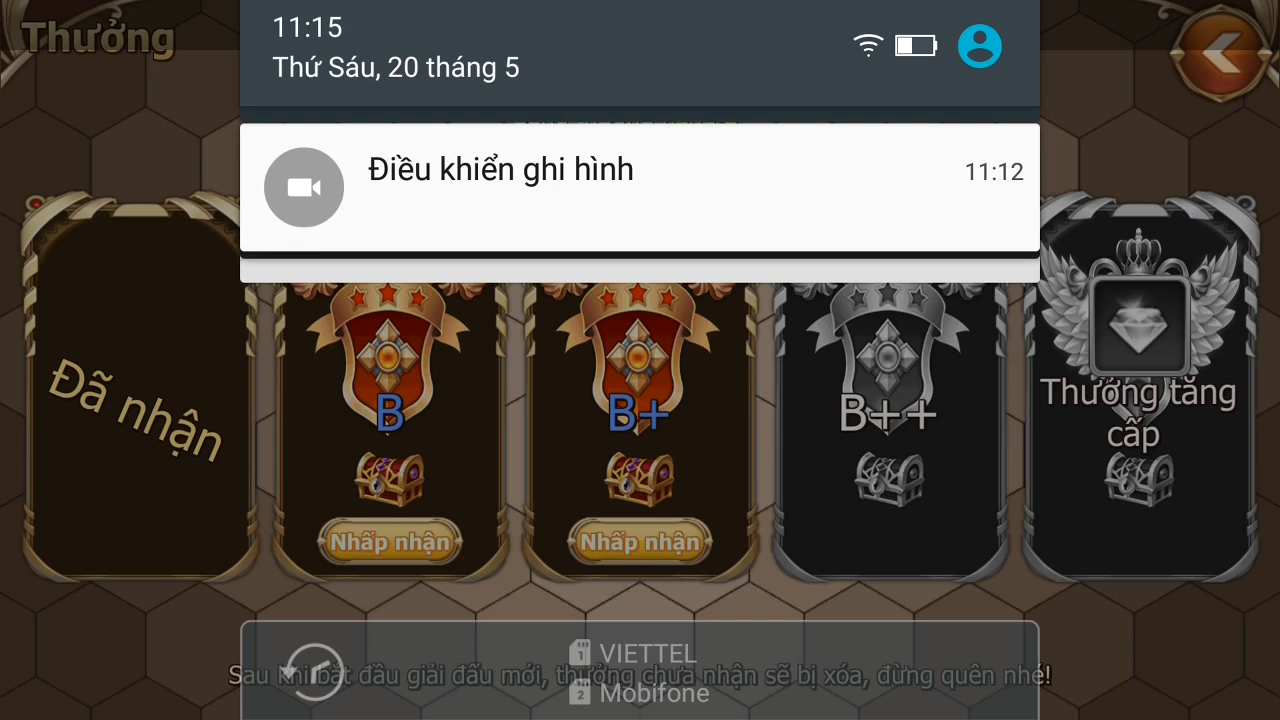 Thưởng
11:15
Thứ Sáu, 20 tháng 5
Điều khiển ghi hình
11:12
Đã nhận
B
B+
B++
Thưởng tăng
cấp
Nhấp nhận
Nhấp nhận
1 VIETTEL
Sau khi bắt đầu giải đấu mới, thưởng chưa nhận sẽ bị xóa, đừng quên nhé!
2 Mobifone